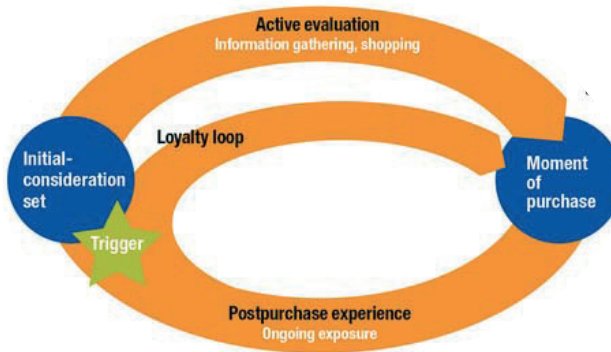 Active evaluation
Information gathering, shopping
Loyalty loop
Initial-
consideration
set
Moment
of
purchase
Trigger
Postpurchase experience
Ongoing exposure